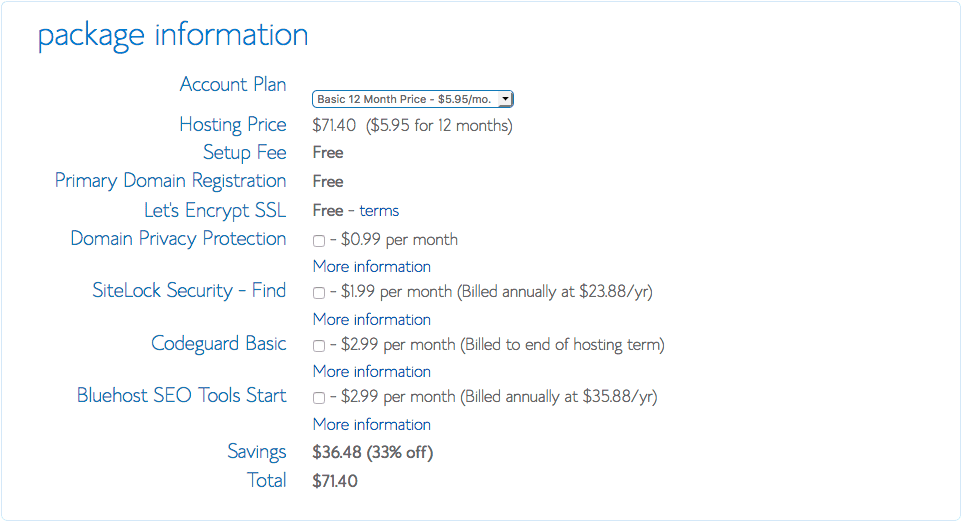 package information
Account Plan
Basic 12 Month Price - $5.95/mo.
Hosting Price $71.40 ($5.95 for 12 months)
Setup Fee Free
Primary Domain Registration Free
Let's Encrypt SSL Free - terms
Domain Privacy Protection - $0.99 per month
More information
SiteLock Security - Find - $1.99 per month (Billed annually at $23.88/yr)
More information
Codeguard Basic - $2.99 per month (Billed to end of hosting term)
More information
Bluehost SEO Tools Start - $2.99 per month (Billed annually at $35.88/yr)
More information
Savings $36.48 (33% off)
Total $71.40